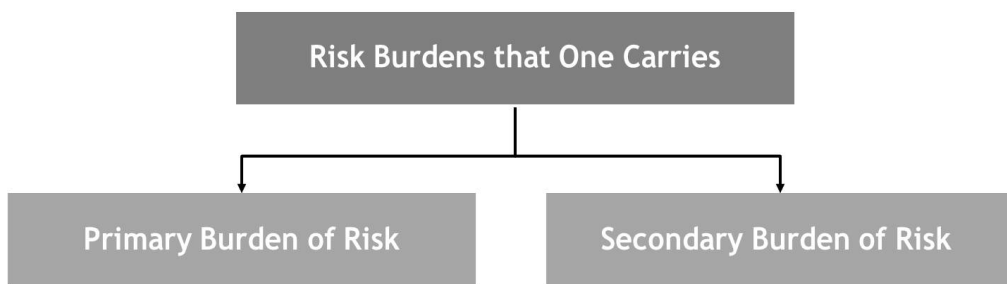 Risk Burdens that One Carries
Primary Burden of Risk
Secondary Burden of Risk